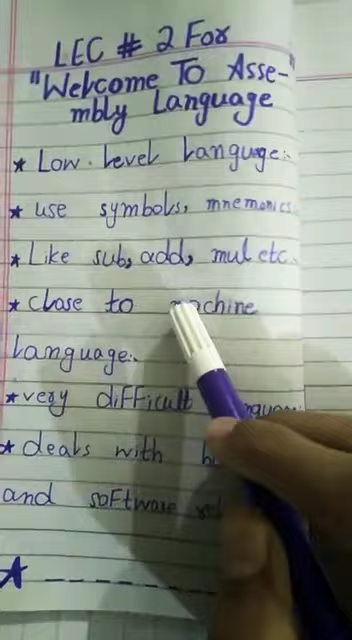 LEC # 2 For
"Welcome To Asse-"
mbly Language
* Low-level Language:.
* use symbols, mnemonics
* Like sub, add, mul etc.
* close to machine
Language:.
* very difficult
* deals with
and software
* - - - - - -